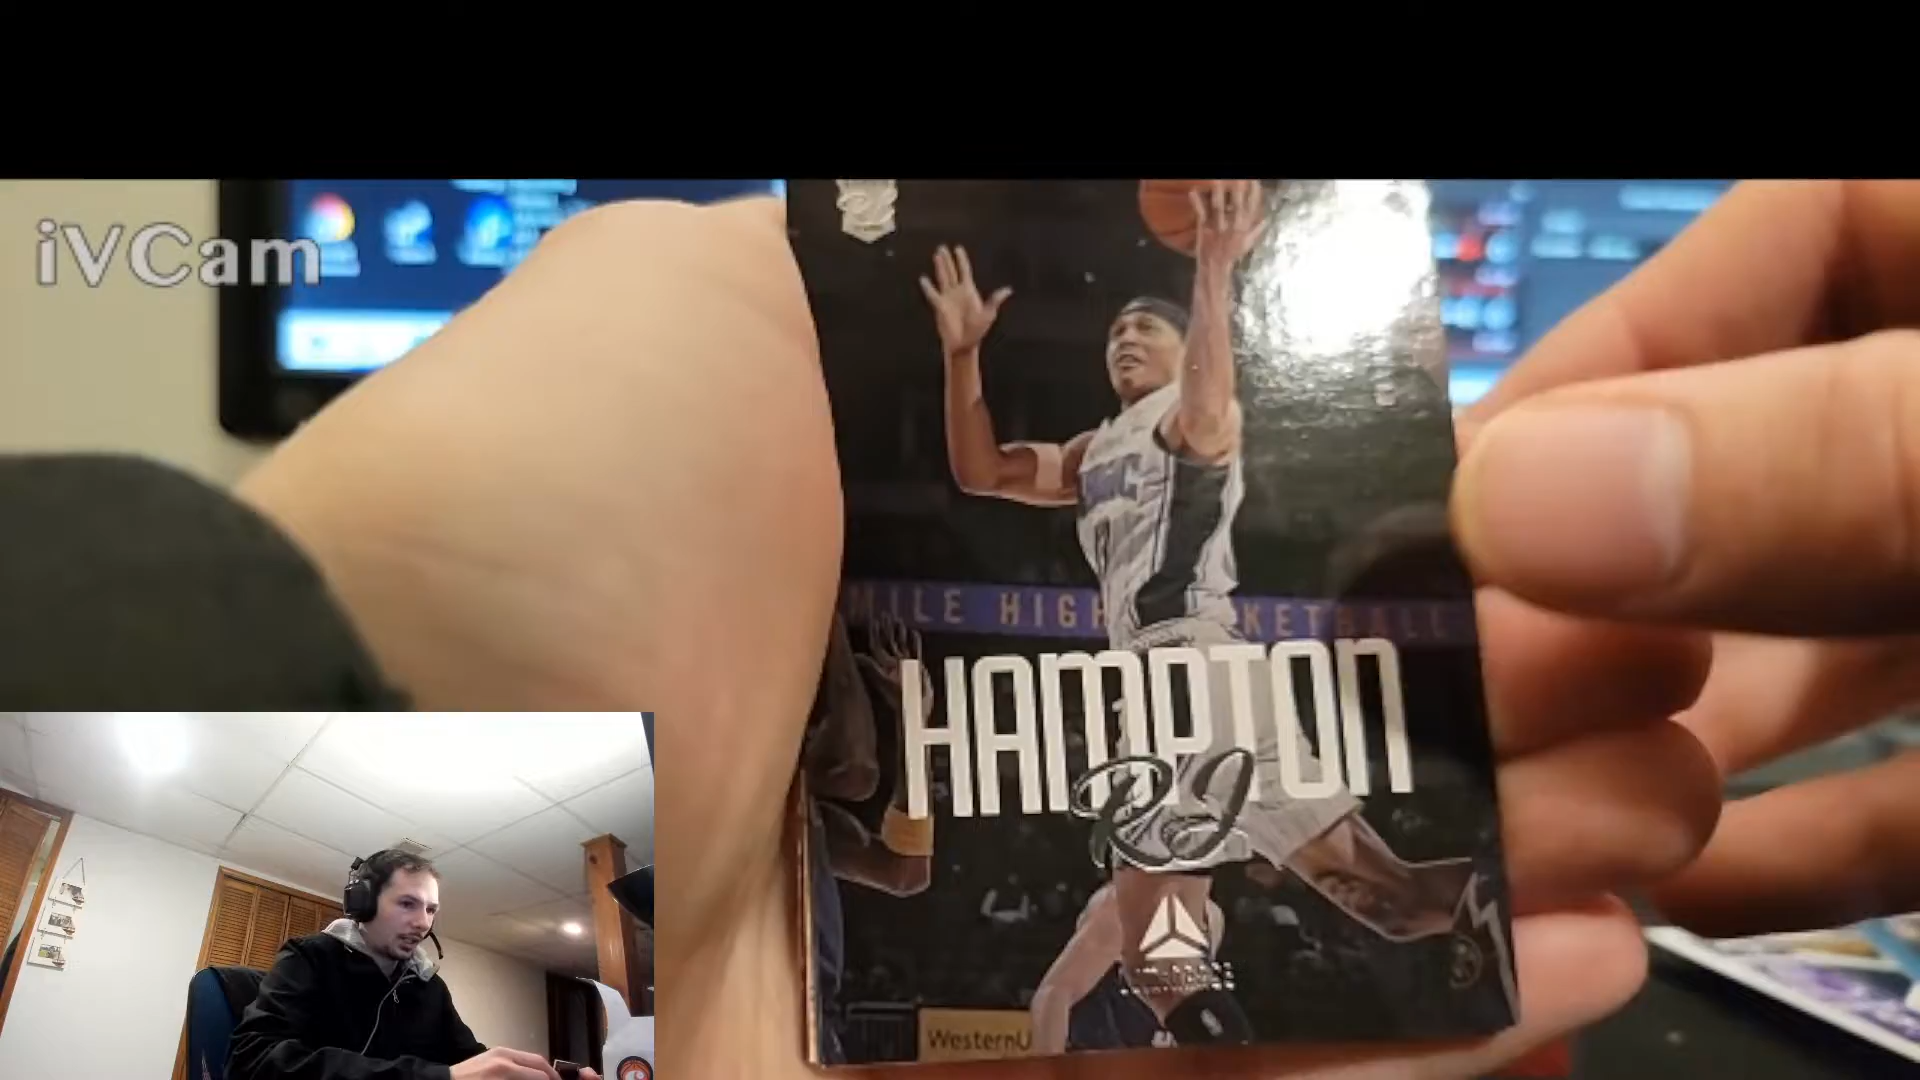 iVCam
MILE HIGH
KETBALL
HAMPTON
RJ
WesternU